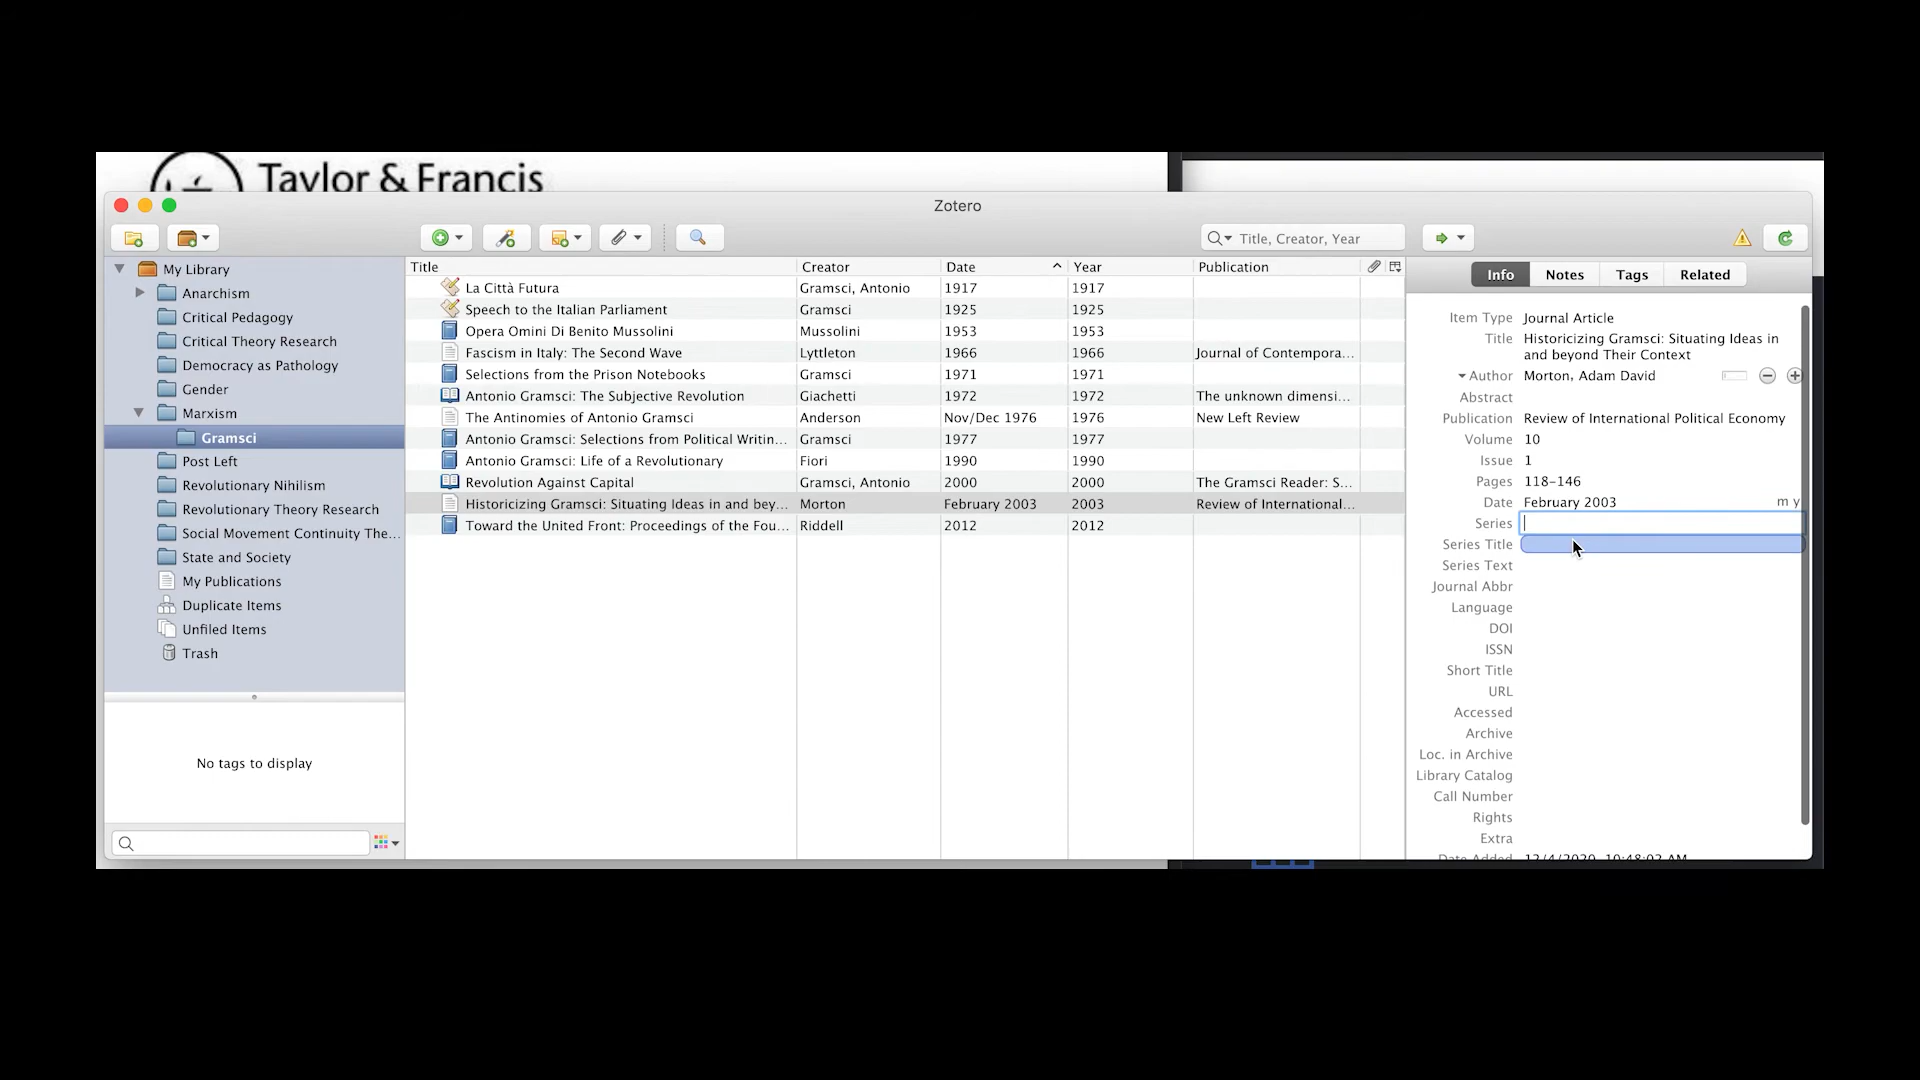 Taylor & Francis
Zotero
Title, Creator, Year
My Library
Anarchism
Critical Pedagogy
Critical Theory Research
Democracy as Pathology
Gender
Marxism
Gramsci
Post Left
Revolutionary Nihilism
Revolutionary Theory Research
Social Movement Continuity The...
State and Society
My Publications
Duplicate Items
Unfiled Items
Trash
No tags to display
Title Creator Date Year Publication
La Città Futura Gramsci, Antonio 1917 1917
Speech to the Italian Parliament Gramsci 1925 1925
Opera Omini Di Benito Mussolini Mussolini 1953 1953
Fascism in Italy: The Second Wave Lyttleton 1966 1966 Journal of Contempora...
Selections from the Prison Notebooks Gramsci 1971 1971
Antonio Gramsci: The Subjective Revolution Giachetti 1972 1972 The unknown dimensi...
The Antinomies of Antonio Gramsci Anderson Nov/Dec 1976 1976 New Left Review
Antonio Gramsci: Selections from Political Writin... Gramsci 1977 1977
Antonio Gramsci: Life of a Revolutionary Fiori 1990 1990
Revolution Against Capital Gramsci, Antonio 2000 2000 The Gramsci Reader: S...
Historicizing Gramsci: Situating Ideas in and bey... Morton February 2003 2003 Review of International...
Toward the United Front: Proceedings of the Fou... Riddell 2012 2012
Info Notes Tags Related
Item Type Journal Article
Title Historicizing Gramsci: Situating Ideas in
and beyond Their Context
Author Morton, Adam David
Abstract
Publication Review of International Political Economy
Volume 10
Issue 1
Pages 118–146
Date February 2003 m y
Series
Series Title
Series Text
Journal Abbr
Language
DOI
ISSN
Short Title
URL
Accessed
Archive
Loc. in Archive
Library Catalog
Call Number
Rights
Extra
Date Added 12/4/2020, 10:48:02 AM